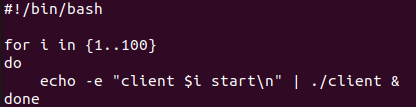 #!/bin/bash

for i in {1..100}
do
    echo -e "client $i start\n" | ./client &
done